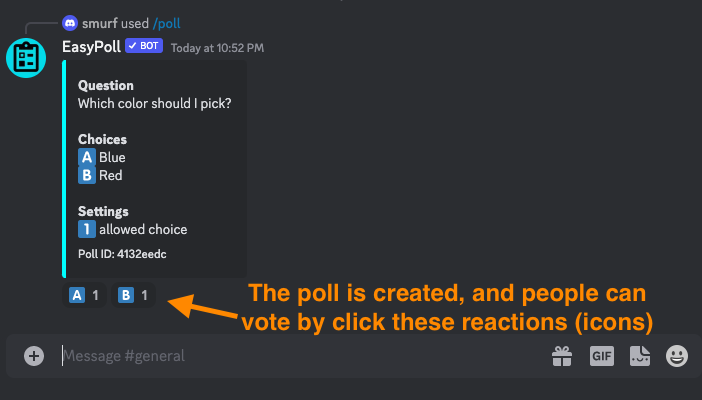 smurf used /poll
EasyPoll ✓ BOT Today at 10:52 PM
Question
Which color should I pick?
Choices
A Blue
B Red
Settings
1 allowed choice
Poll ID: 4132eedc
A 1 B 1
The poll is created, and people can
vote by click these reactions (icons)
Message #general
GIF